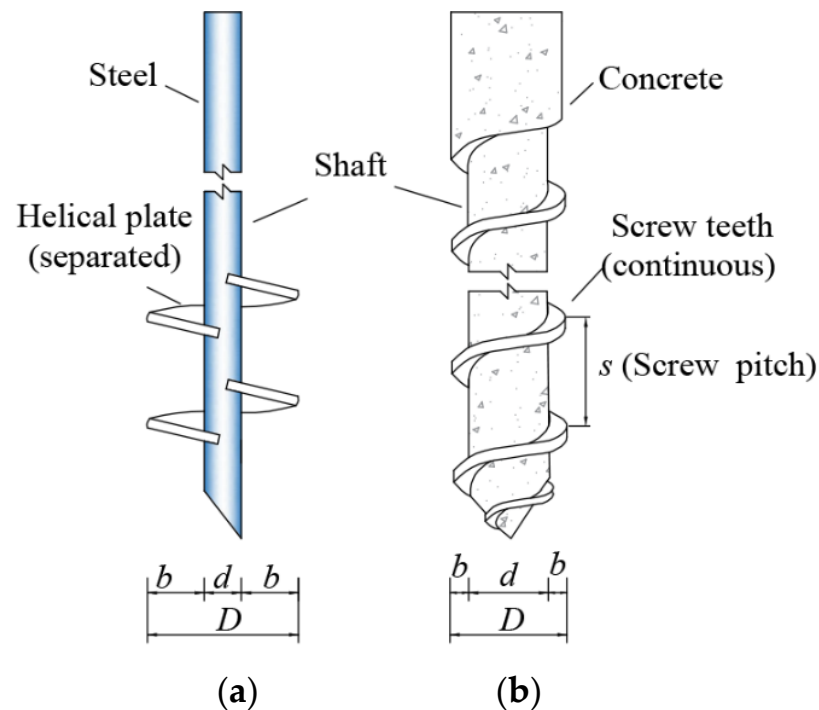 Steel
Concrete
Shaft
Helical plate
(separated)
Screw teeth
(continuous)
s (Screw pitch)
b d b
D
b d b
D
(a)
(b)